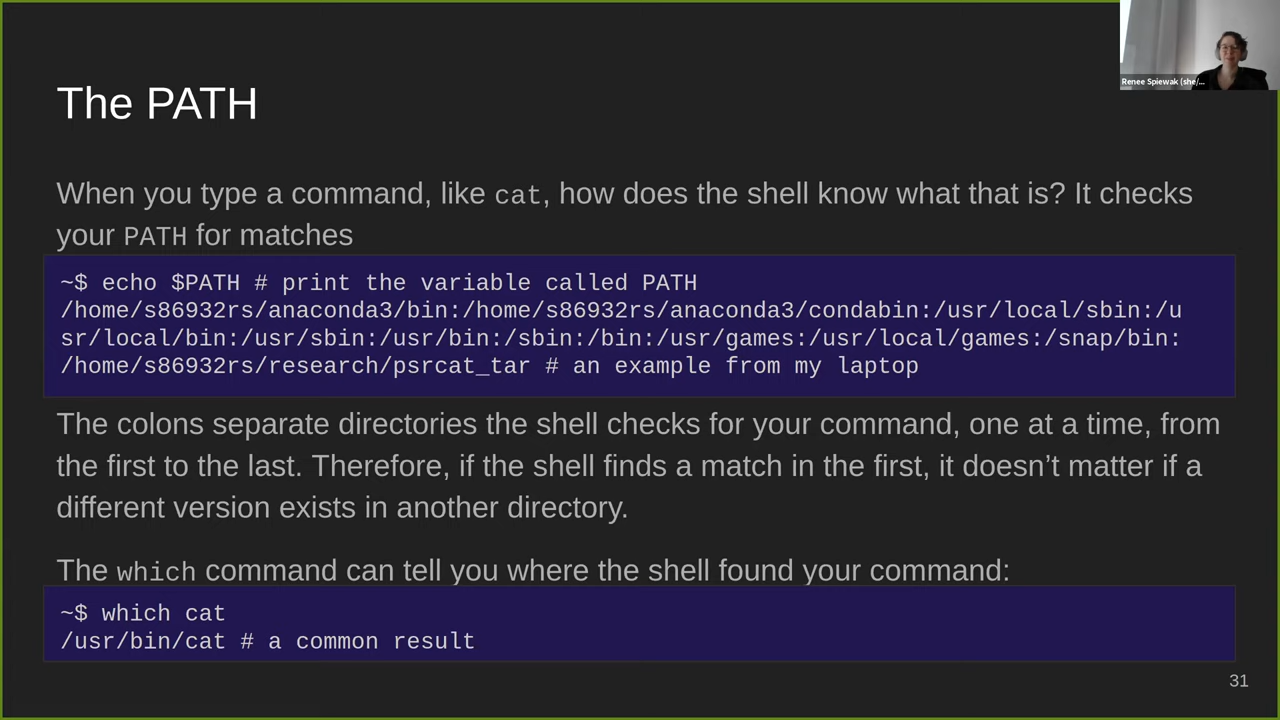 Renee Spiewak (she/...
The PATH
When you type a command, like cat, how does the shell know what that is? It checks
your PATH for matches
~$ echo $PATH # print the variable called PATH
/home/s86932rs/anaconda3/bin:/home/s86932rs/anaconda3/condabin:/usr/local/sbin:/u
sr/local/bin:/usr/sbin:/usr/bin:/sbin:/bin:/usr/games:/usr/local/games:/snap/bin:
/home/s86932rs/research/psrcat_tar # an example from my laptop
The colons separate directories the shell checks for your command, one at a time, from
the first to the last. Therefore, if the shell finds a match in the first, it doesn’t matter if a
different version exists in another directory.
The which command can tell you where the shell found your command:
~$ which cat
/usr/bin/cat # a common result
31